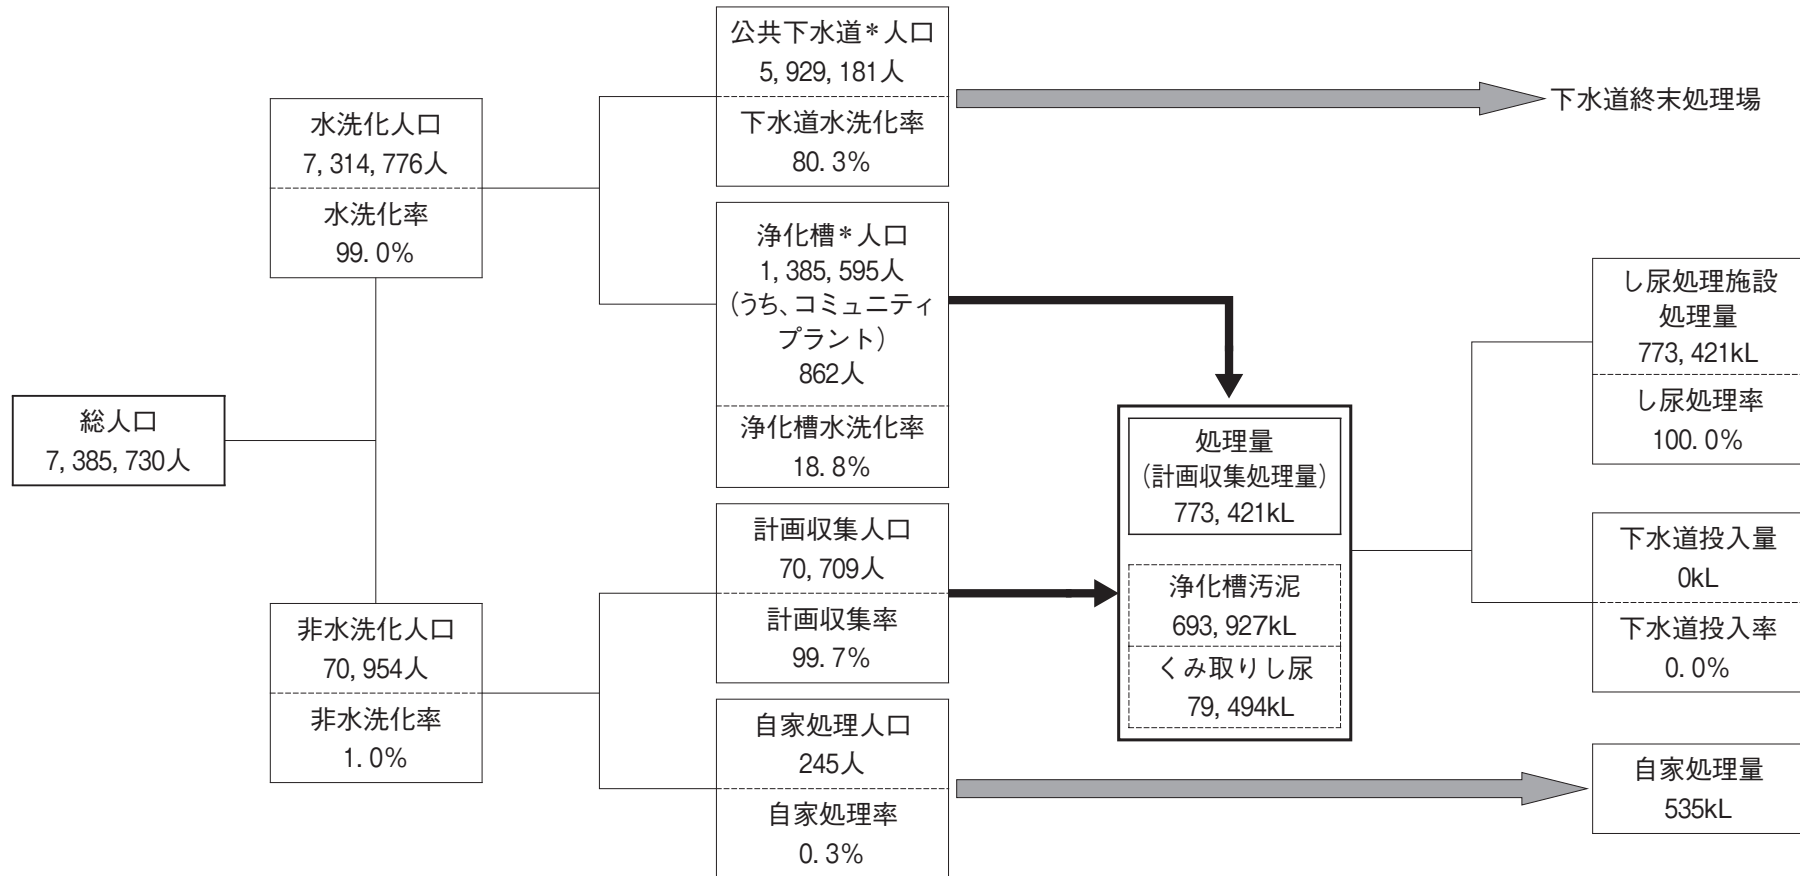 総人口
7,385,730人
水洗化人口
7,314,776人
水洗化率
99.0%
非水洗化人口
70,954人
非水洗化率
1.0%
公共下水道*人口
5,929,181人
下水道水洗化率
80.3%
浄化槽*人口
1,385,595人
(うち、コミュニティ
プラント)
862人
浄化槽水洗化率
18.8%
計画収集人口
70,709人
計画収集率
99.7%
自家処理人口
245人
自家処理率
0.3%
処理量
(計画収集処理量)
773,421kL
浄化槽汚泥
693,927kL
くみ取りし尿
79,494kL
下水道終末処理場
し尿処理施設
処理量
773,421kL
し尿処理率
100.0%
下水道投入量
0kL
下水道投入率
0.0%
自家処理量
535kL